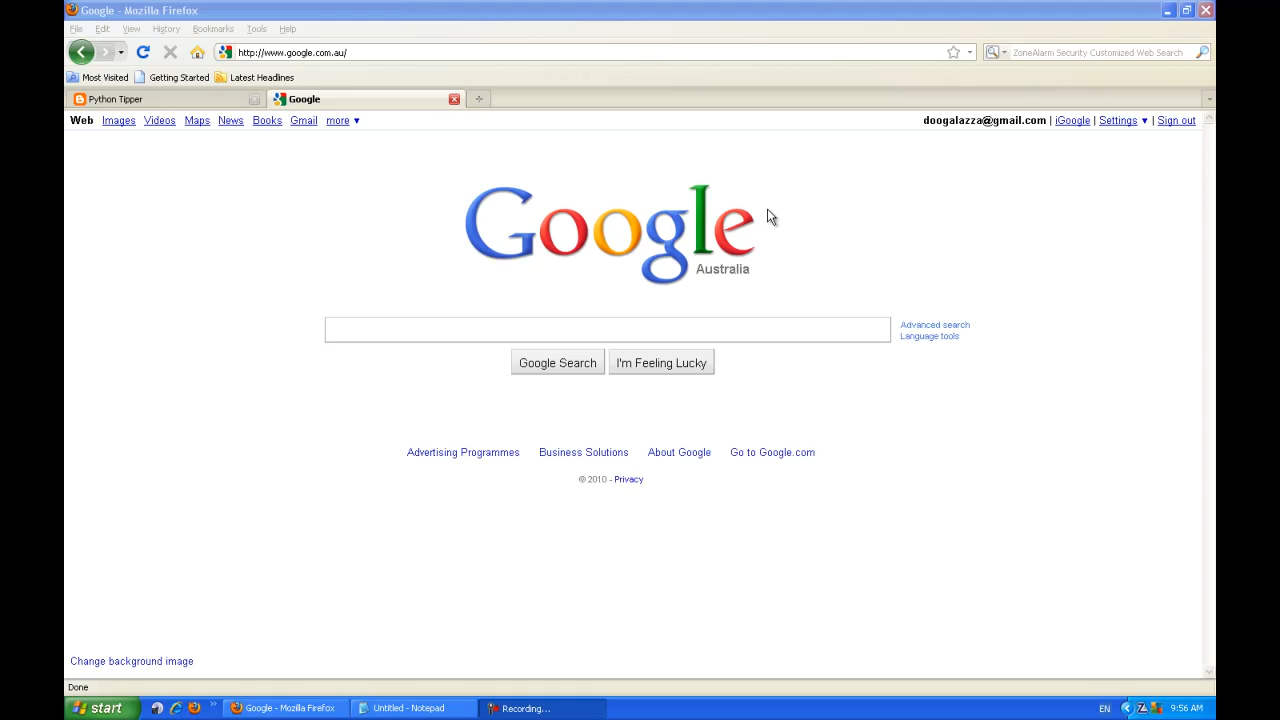 Google - Mozilla Firefox
File Edit View History Bookmarks Tools Help
http://www.google.com.au/ ZoneAlarm Security Customized Web Search
Most Visited Getting Started Latest Headlines
Python Tipper Google
Web Images Videos Maps News Books Gmail more ▼ doogalazza@gmail.com | iGoogle | Settings ▼ | Sign out
Google
Australia
Advanced search
Language tools
Google Search I'm Feeling Lucky
Advertising Programmes Business Solutions About Google Go to Google.com
© 2010 - Privacy
Change background image
Done
start Google - Mozilla Firefox Untitled - Notepad Recording... EN 9:56 AM